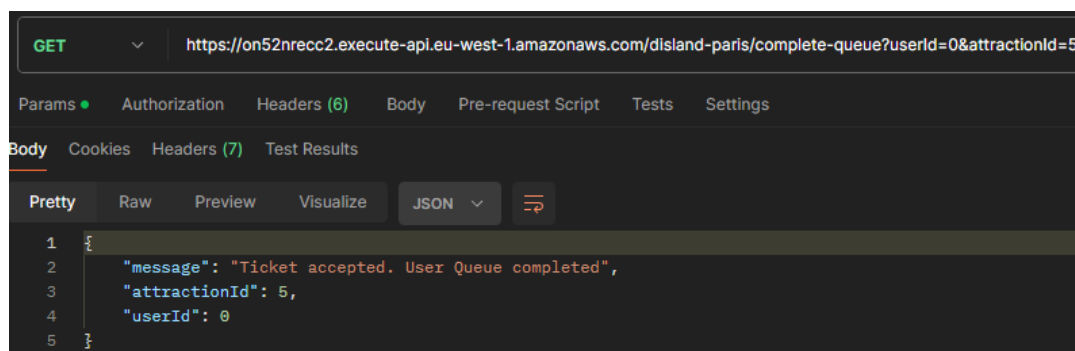 GET https://on52nrecc2.execute-api.eu-west-1.amazonaws.com/disland-paris/complete-queue?userId=0&attractionId=5
Params Authorization Headers (6) Body Pre-request Script Tests Settings
Body Cookies Headers (7) Test Results
Pretty Raw Preview Visualize JSON
1 {
2 "message": "Ticket accepted. User Queue completed",
3 "attractionId": 5,
4 "userId": 0
5 }